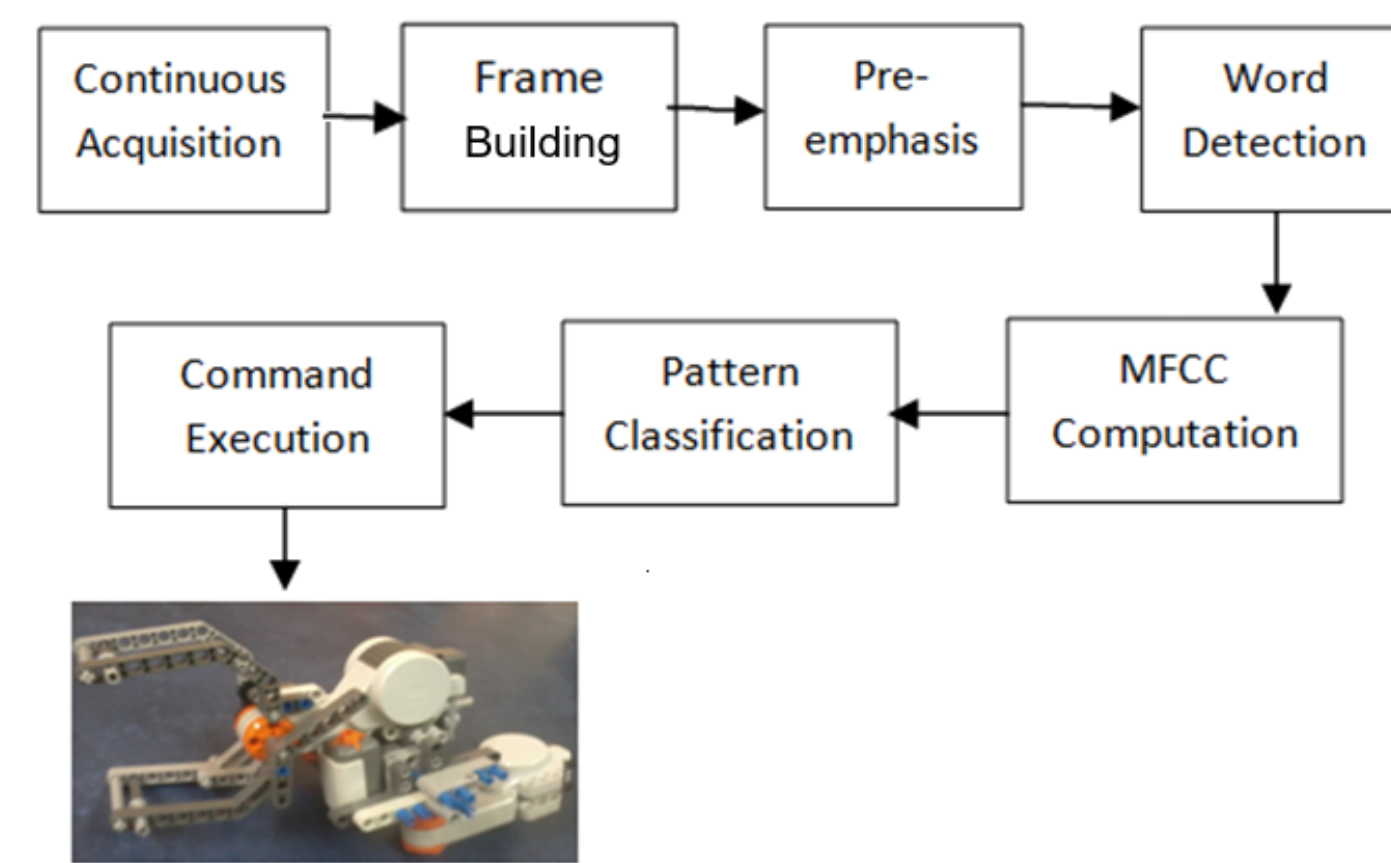 Continuous
Acquisition
Frame
Building
Pre-
emphasis
Word
Detection
Command
Execution
Pattern
Classification
MFCC
Computation